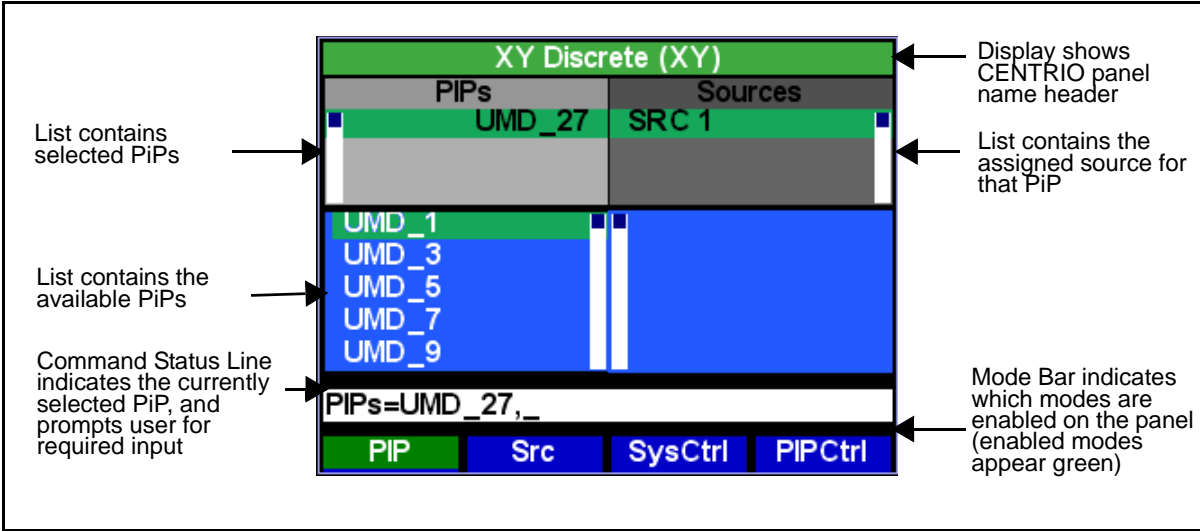 XY Discrete (XY)
PIPs
Sources
UMD_27
SRC 1
UMD_1
UMD_3
UMD_5
UMD_7
UMD_9
PIPs=UMD_27,_
PIP
Src
SysCtrl
PIPCtrl
List contains
selected PiPs
List contains the
available PiPs
Command Status Line
indicates the currently
selected PiP, and
prompts user for
required input
Display shows
CENTRIO panel
name header
List contains the
assigned source for
that PiP
Mode Bar indicates
which modes are
enabled on the panel
(enabled modes
appear green)